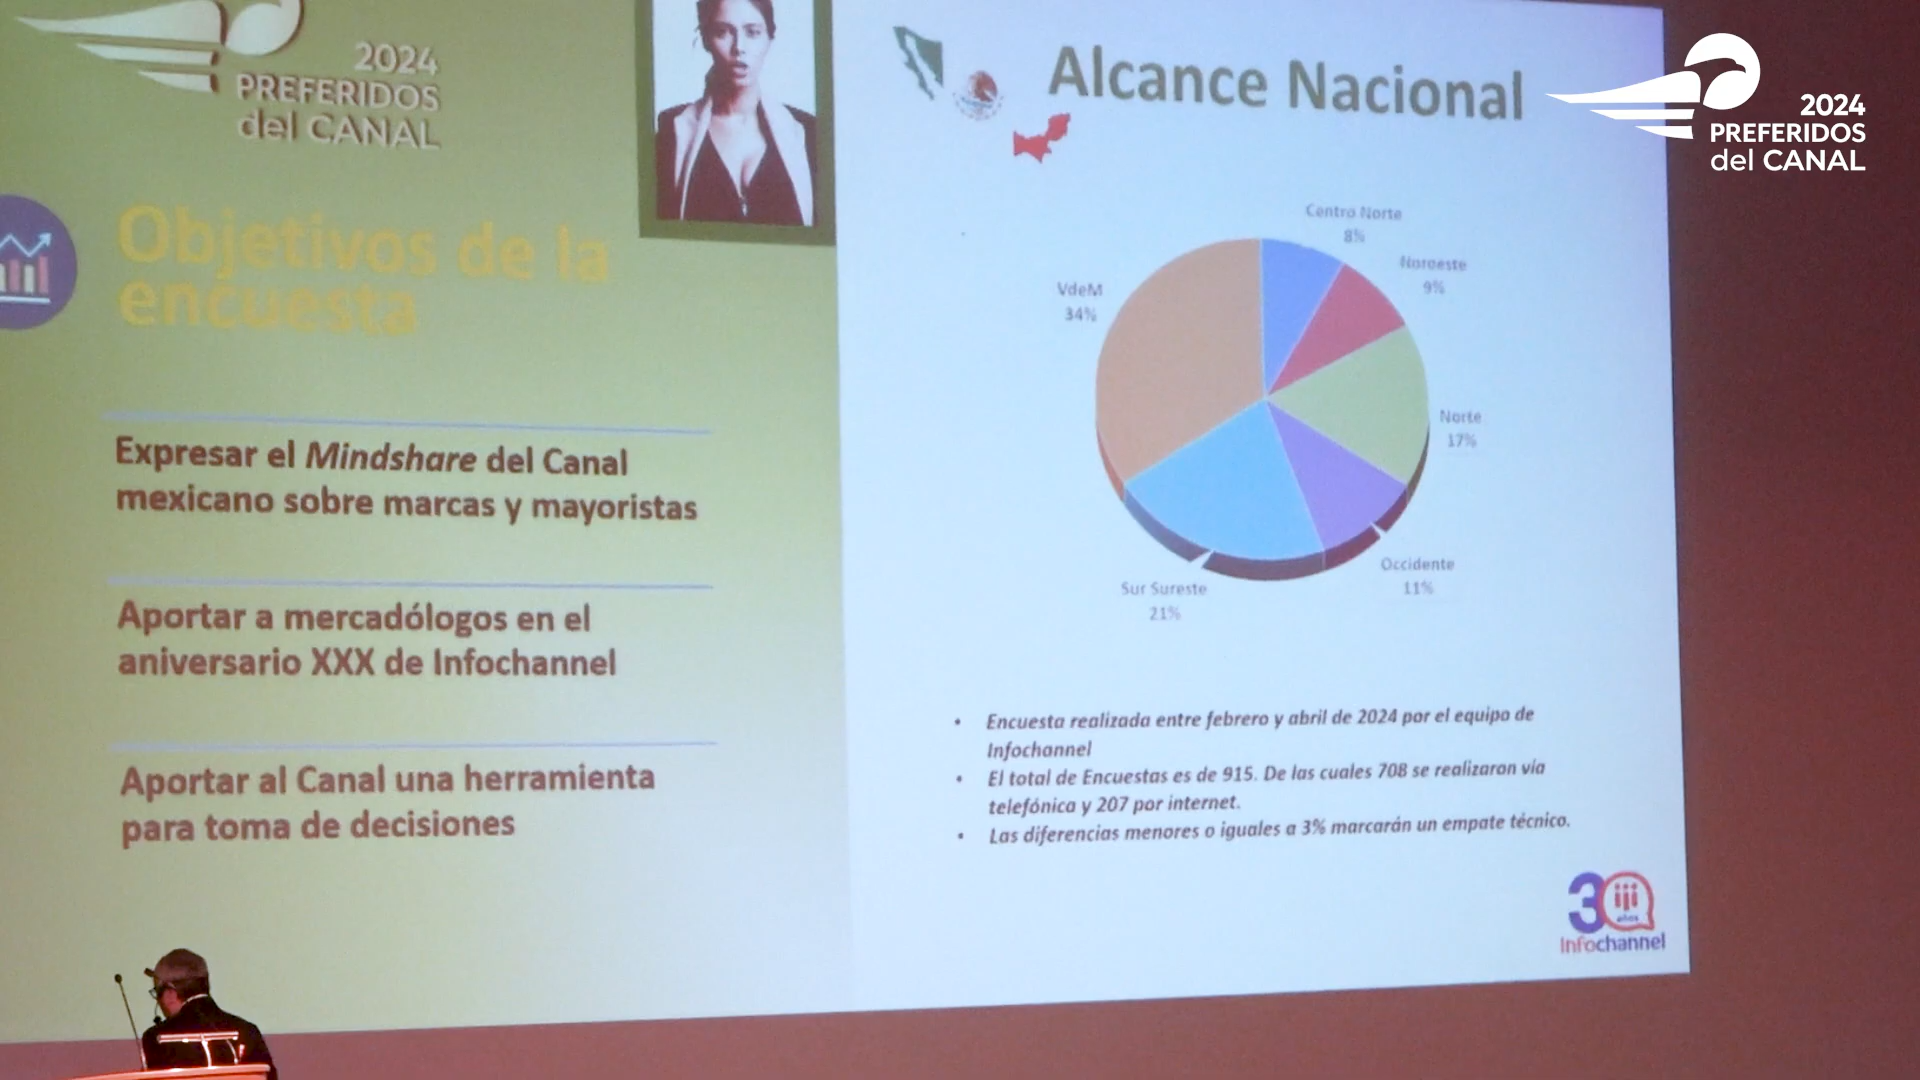 2024
PREFERIDOS
del CANAL
Objetivos de la
encuesta
Expresar el Mindshare del Canal
mexicano sobre marcas y mayoristas
Aportar a mercadólogos en el
aniversario XXX de Infochannel
Aportar al Canal una herramienta
para toma de decisiones
Alcance Nacional
Centro Norte
8%
Noroeste
9%
VdeM
34%
Norte
17%
Occidente
11%
Sur Sureste
21%
• Encuesta realizada entre febrero y abril de 2024 por el equipo de
Infochannel
• El total de Encuestas es de 915. De las cuales 708 se realizaron vía
telefónica y 207 por internet.
• Las diferencias menores o iguales a 3% marcarán un empate técnico.
30
años
Infochannel
2024
PREFERIDOS
del CANAL